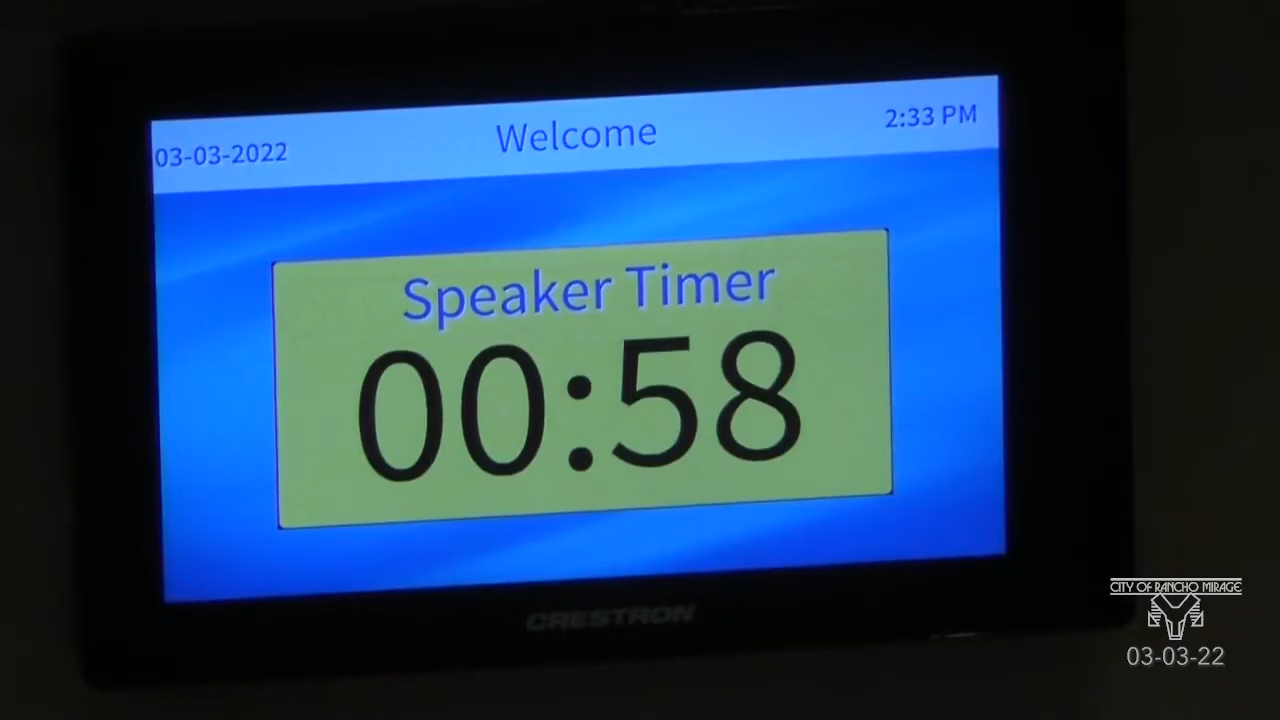 03-03-2022
Welcome
2:33 PM
Speaker Timer
00:58
CRESTRON
CITY OF RANCHO MIRAGE
03-03-22